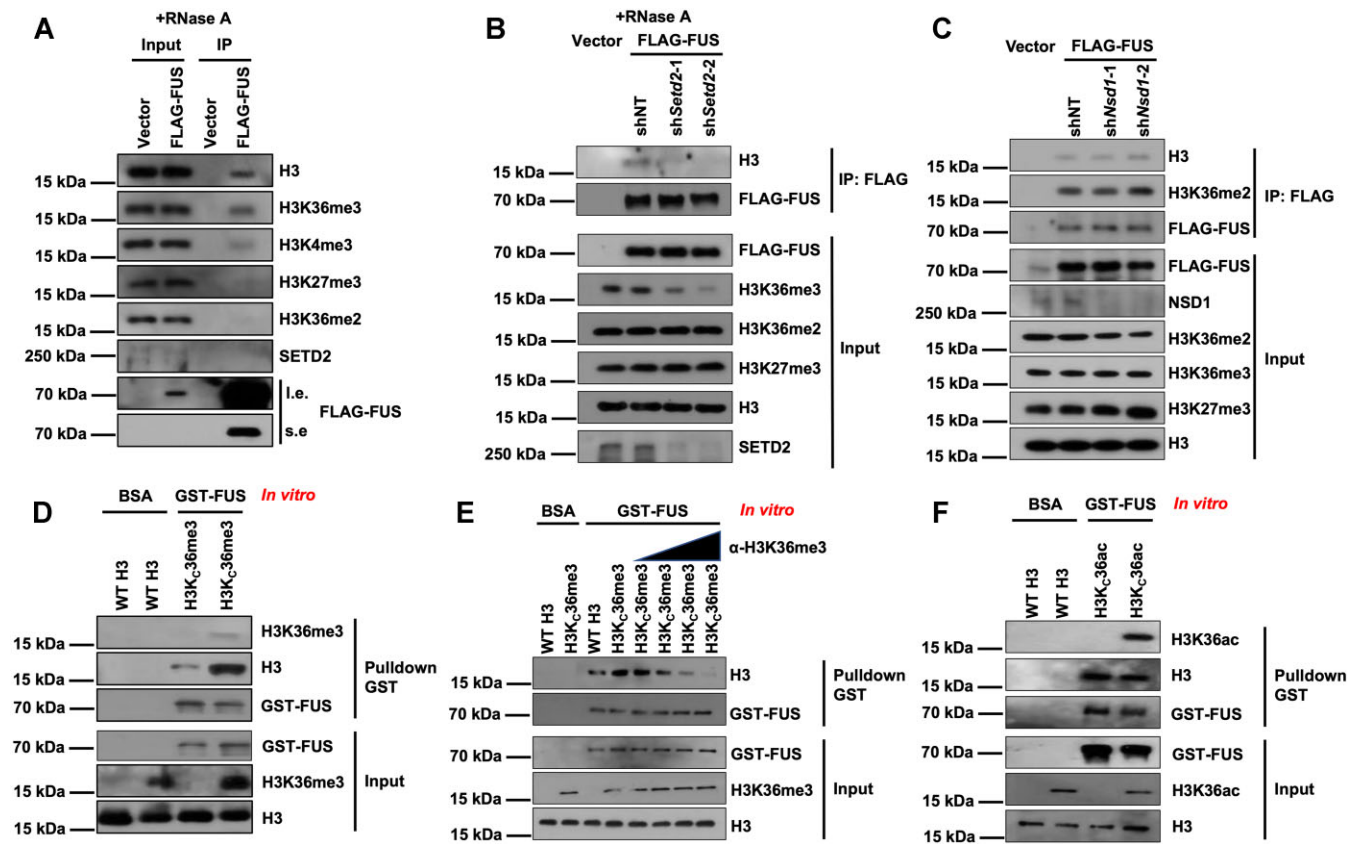 A
+RNase A
Input
IP
Vector
FLAG-FUS
Vector
FLAG-FUS
15 kDa
H3
15 kDa
H3K36me3
15 kDa
H3K4me3
15 kDa
H3K27me3
15 kDa
H3K36me2
250 kDa
SETD2
70 kDa
l.e.
FLAG-FUS
70 kDa
s.e
B
+RNase A
Vector
FLAG-FUS
shNT
shSetd2-1
shSetd2-2
15 kDa
H3
70 kDa
FLAG-FUS
IP: FLAG
70 kDa
FLAG-FUS
15 kDa
H3K36me3
15 kDa
H3K36me2
15 kDa
H3K27me3
15 kDa
H3
250 kDa
SETD2
Input
C
Vector
FLAG-FUS
shNT
shNsd1-1
shNsd1-2
15 kDa
H3
15 kDa
H3K36me2
70 kDa
FLAG-FUS
IP: FLAG
70 kDa
FLAG-FUS
250 kDa
NSD1
15 kDa
H3K36me2
15 kDa
H3K36me3
15 kDa
H3K27me3
15 kDa
H3
Input
D
BSA
GST-FUS
In vitro
WT H3
WT H3
H3KC36me3
H3KC36me3
15 kDa
H3K36me3
15 kDa
H3
70 kDa
GST-FUS
Pulldown
GST
70 kDa
GST-FUS
15 kDa
H3K36me3
15 kDa
H3
Input
E
BSA
GST-FUS
In vitro
α-H3K36me3
WT H3
H3KC36me3
WT H3
H3KC36me3
H3KC36me3
H3KC36me3
H3KC36me3
H3KC36me3
15 kDa
H3
70 kDa
GST-FUS
Pulldown
GST
70 kDa
GST-FUS
15 kDa
H3K36me3
15 kDa
H3
Input
F
BSA
GST-FUS
In vitro
WT H3
WT H3
H3KC36ac
H3KC36ac
15 kDa
H3K36ac
15 kDa
H3
70 kDa
GST-FUS
Pulldown
GST
70 kDa
GST-FUS
15 kDa
H3K36ac
15 kDa
H3
Input